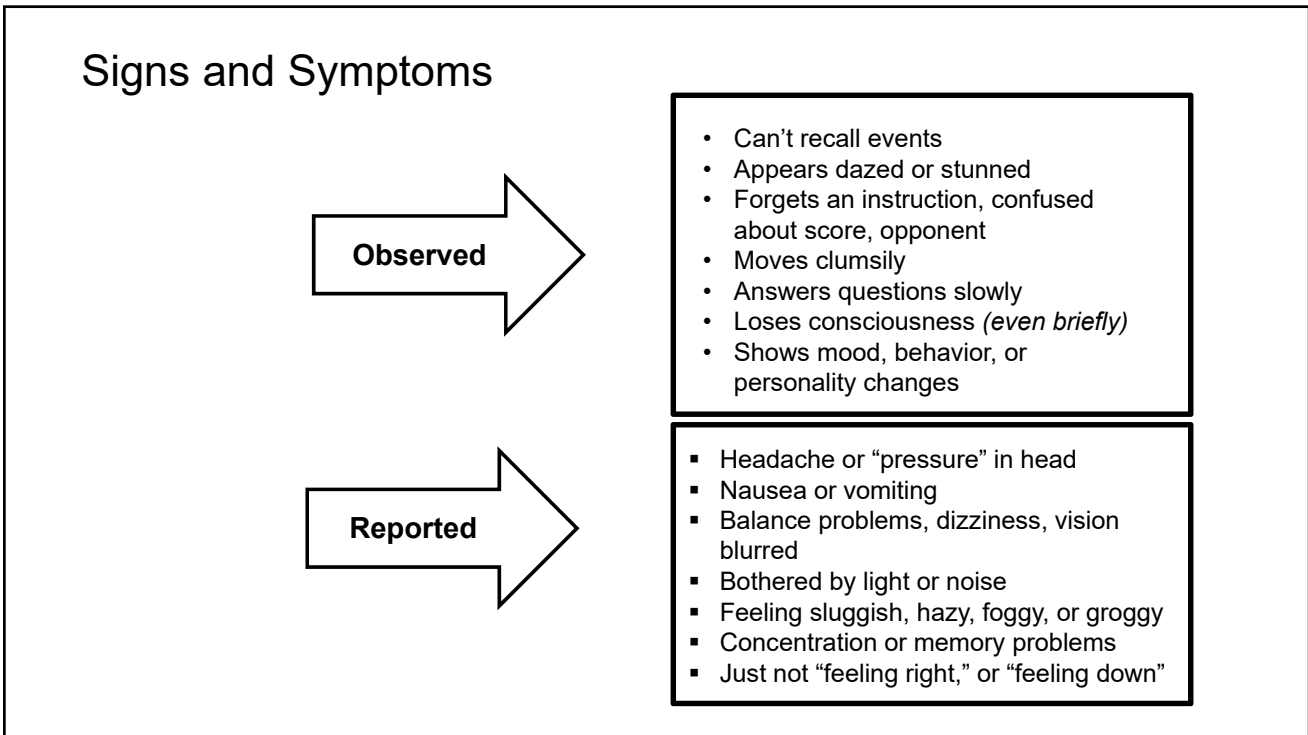 Signs and Symptoms
Observed
• Can’t recall events
• Appears dazed or stunned
• Forgets an instruction, confused
about score, opponent
• Moves clumsily
• Answers questions slowly
• Loses consciousness (even briefly)
• Shows mood, behavior, or
personality changes
Reported
▪ Headache or “pressure” in head
▪ Nausea or vomiting
▪ Balance problems, dizziness, vision
blurred
▪ Bothered by light or noise
▪ Feeling sluggish, hazy, foggy, or groggy
▪ Concentration or memory problems
▪ Just not “feeling right,” or “feeling down”